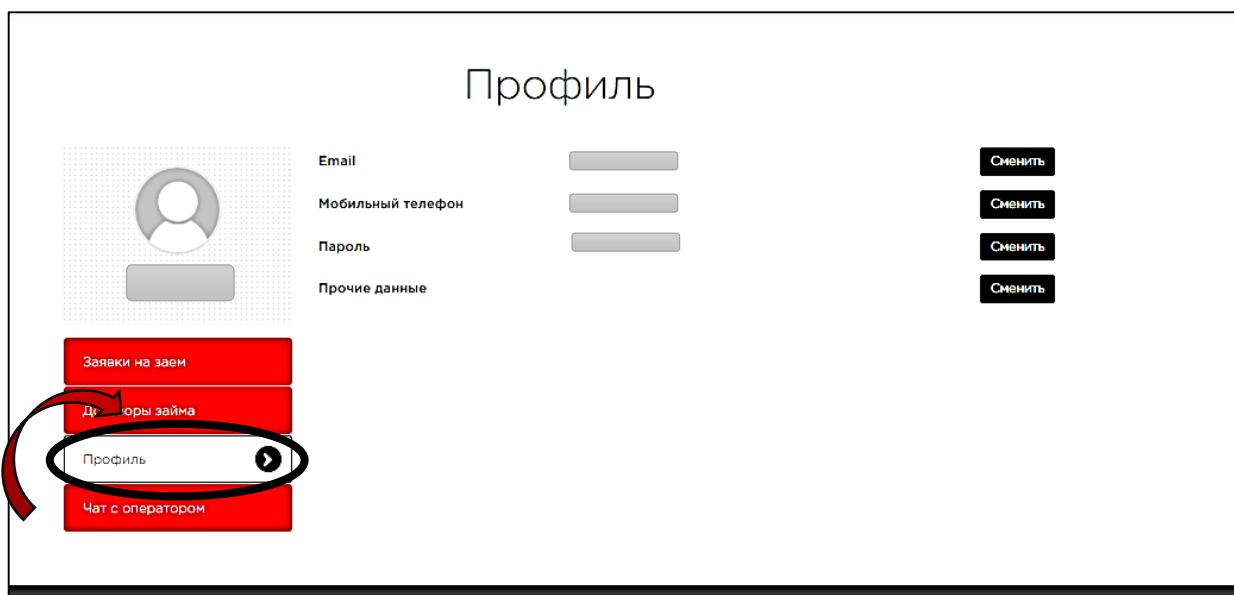 Профиль
Email
Сменить
Мобильный телефон
Сменить
Пароль
Сменить
Прочие данные
Сменить
Заявки на заем
займа
Профиль
Чат с оператором